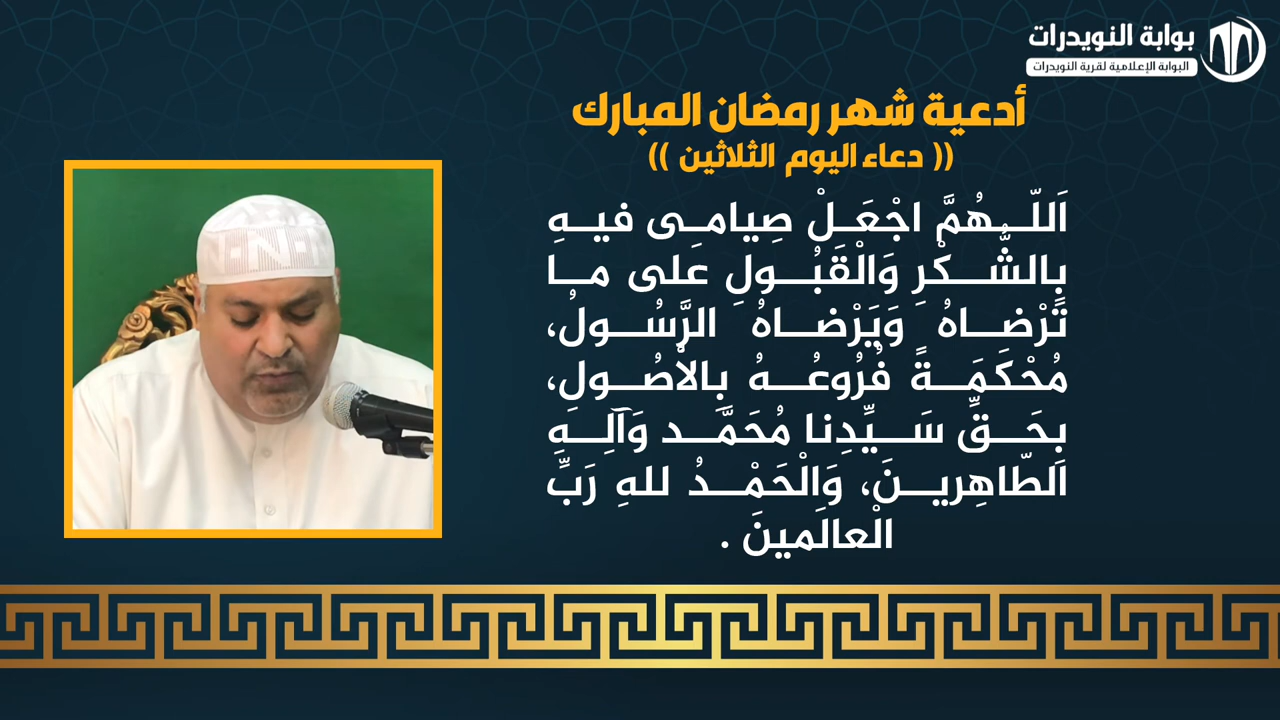 بوابة النويدرات
البوابة الإعلامية لقرية النويدرات
أدعية شهر رمضان المبارك
(( دعاء اليوم الثلاثين ))
اَللّـهُمَّ اجْعَلْ صِيامى فيهِ
بِالشُّكْرِ وَالْقَبُولِ عَلى ما
تَرْضاهُ وَيَرْضاهُ الرَّسُولُ،
مُحْكَمَةً فُرُوعُهُ بِالْاُصُولِ،
بِحَقِّ سَيِّدِنا مُحَمَّد وَآلِهِ
الطّاهِرينَ، وَالْحَمْدُ للهِ رَبِّ
الْعالَمينَ .